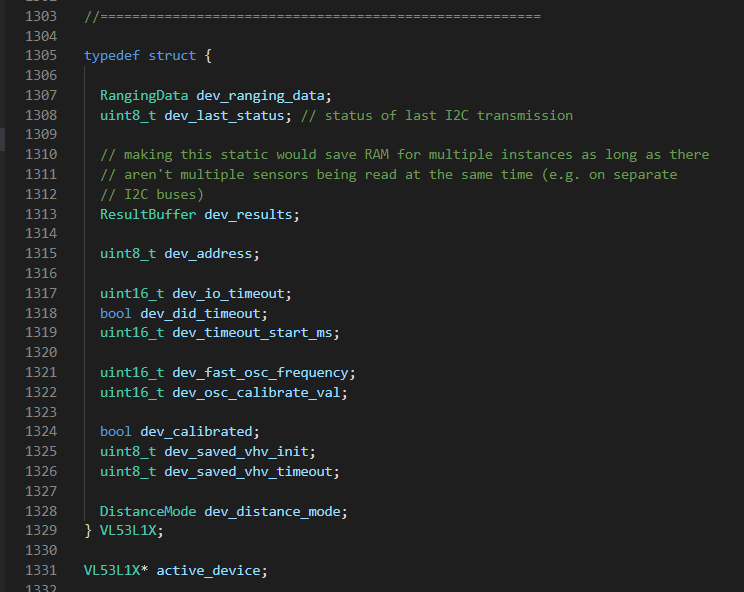 1303 //=======================================================
1304
1305 typedef struct {
1306
1307 RangingData dev_ranging_data;
1308 uint8_t dev_last_status; // status of last I2C transmission
1309
1310 // making this static would save RAM for multiple instances as long as there
1311 // aren't multiple sensors being read at the same time (e.g. on separate
1312 // I2C buses)
1313 ResultBuffer dev_results;
1314
1315 uint8_t dev_address;
1316
1317 uint16_t dev_io_timeout;
1318 bool dev_did_timeout;
1319 uint16_t dev_timeout_start_ms;
1320
1321 uint16_t dev_fast_osc_frequency;
1322 uint16_t dev_osc_calibrate_val;
1323
1324 bool dev_calibrated;
1325 uint8_t dev_saved_vhv_init;
1326 uint8_t dev_saved_vhv_timeout;
1327
1328 DistanceMode dev_distance_mode;
1329 } VL53L1X;
1330
1331 VL53L1X* active_device;
1332